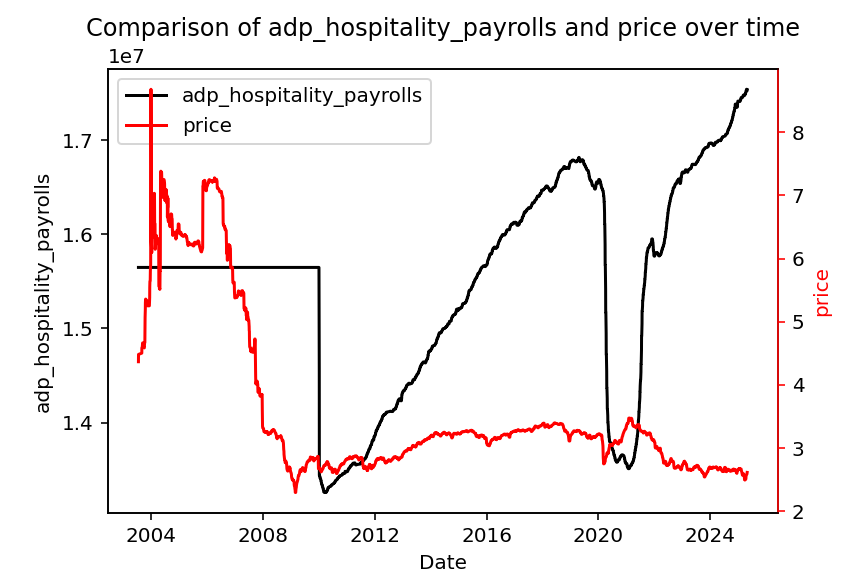 Comparison of adp_hospitality_payrolls and price over time
1e7
adp_hospitality_payrolls
price
1.7
1.6
1.5
1.4
adp_hospitality_payrolls
8
7
6
5
4
3
2
price
2004 2008 2012 2016 2020 2024
Date